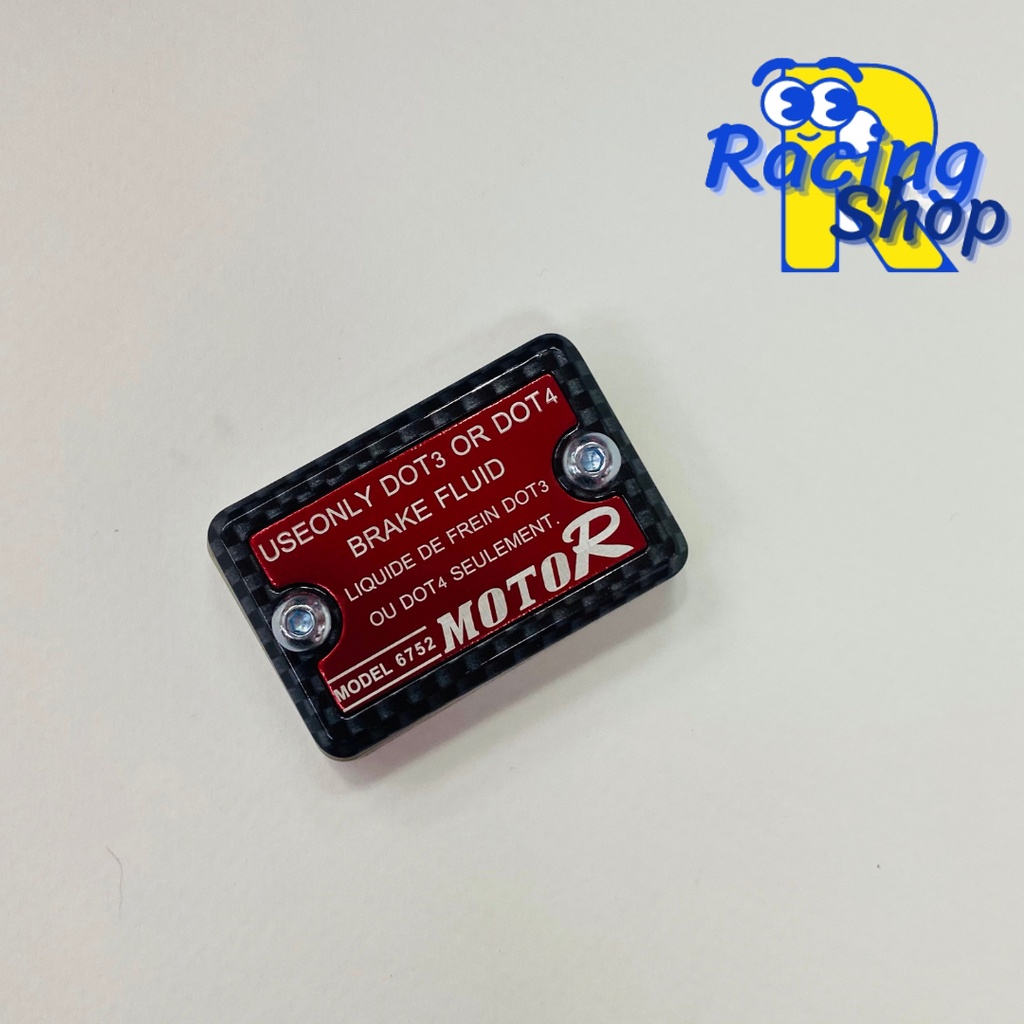 Racing
Shop
USEONLY DOT3 OR DOT4
BRAKE FLUID
LIQUIDE DE FREIN DOT3
OU DOT4 SEULEMENT.
MODEL 6752 MOTOR